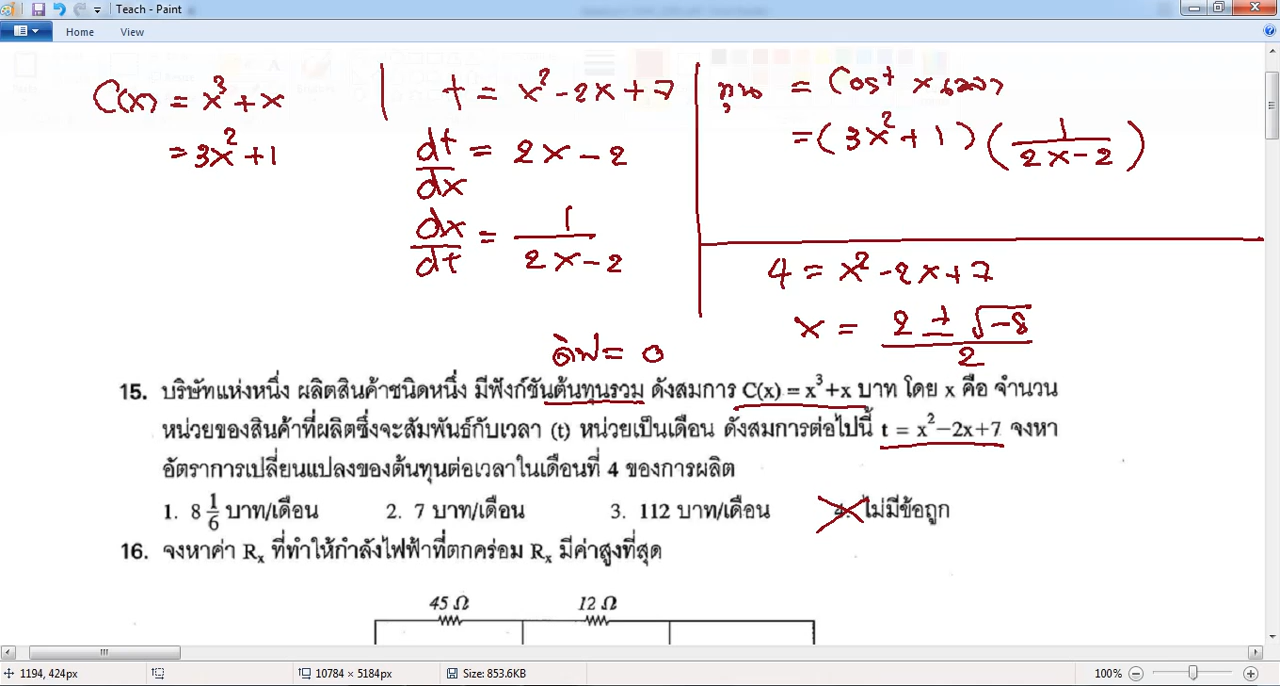 Teach - Paint
Home View
C(x) = x³ + x
= 3x² + 1
t = x² - 2x + 7
dt/dx = 2x - 2
dx/dt = 1/(2x - 2)
ทุน = Cost x เวลา
= (3x² + 1)(1/(2x - 2))
4 = x² - 2x + 7
x = (2 ± √-8)/2
ดิฟ = 0
15. บริษัทแห่งหนึ่ง ผลิตสินค้าชนิดหนึ่ง มีฟังก์ชันต้นทุนรวม ดังสมการ C(x) = x³+x บาท โดย x คือ จำนวน
หน่วยของสินค้าที่ผลิตซึ่งจะสัมพันธ์กับเวลา (t) หน่วยเป็นเดือน ดังสมการต่อไปนี้ t = x²−2x+7 จงหา
อัตราการเปลี่ยนแปลงของต้นทุนต่อเวลาในเดือนที่ 4 ของการผลิต
1. 8 1/6 บาท/เดือน 2. 7 บาท/เดือน 3. 112 บาท/เดือน 4. ไม่มีข้อถูก
16. จงหาค่า Rx ที่ทำให้กำลังไฟฟ้าที่ตกคร่อม Rx มีค่าสูงที่สุด
45 Ω 12 Ω
1194, 424px 10784 × 5184px Size: 853.6KB 100%